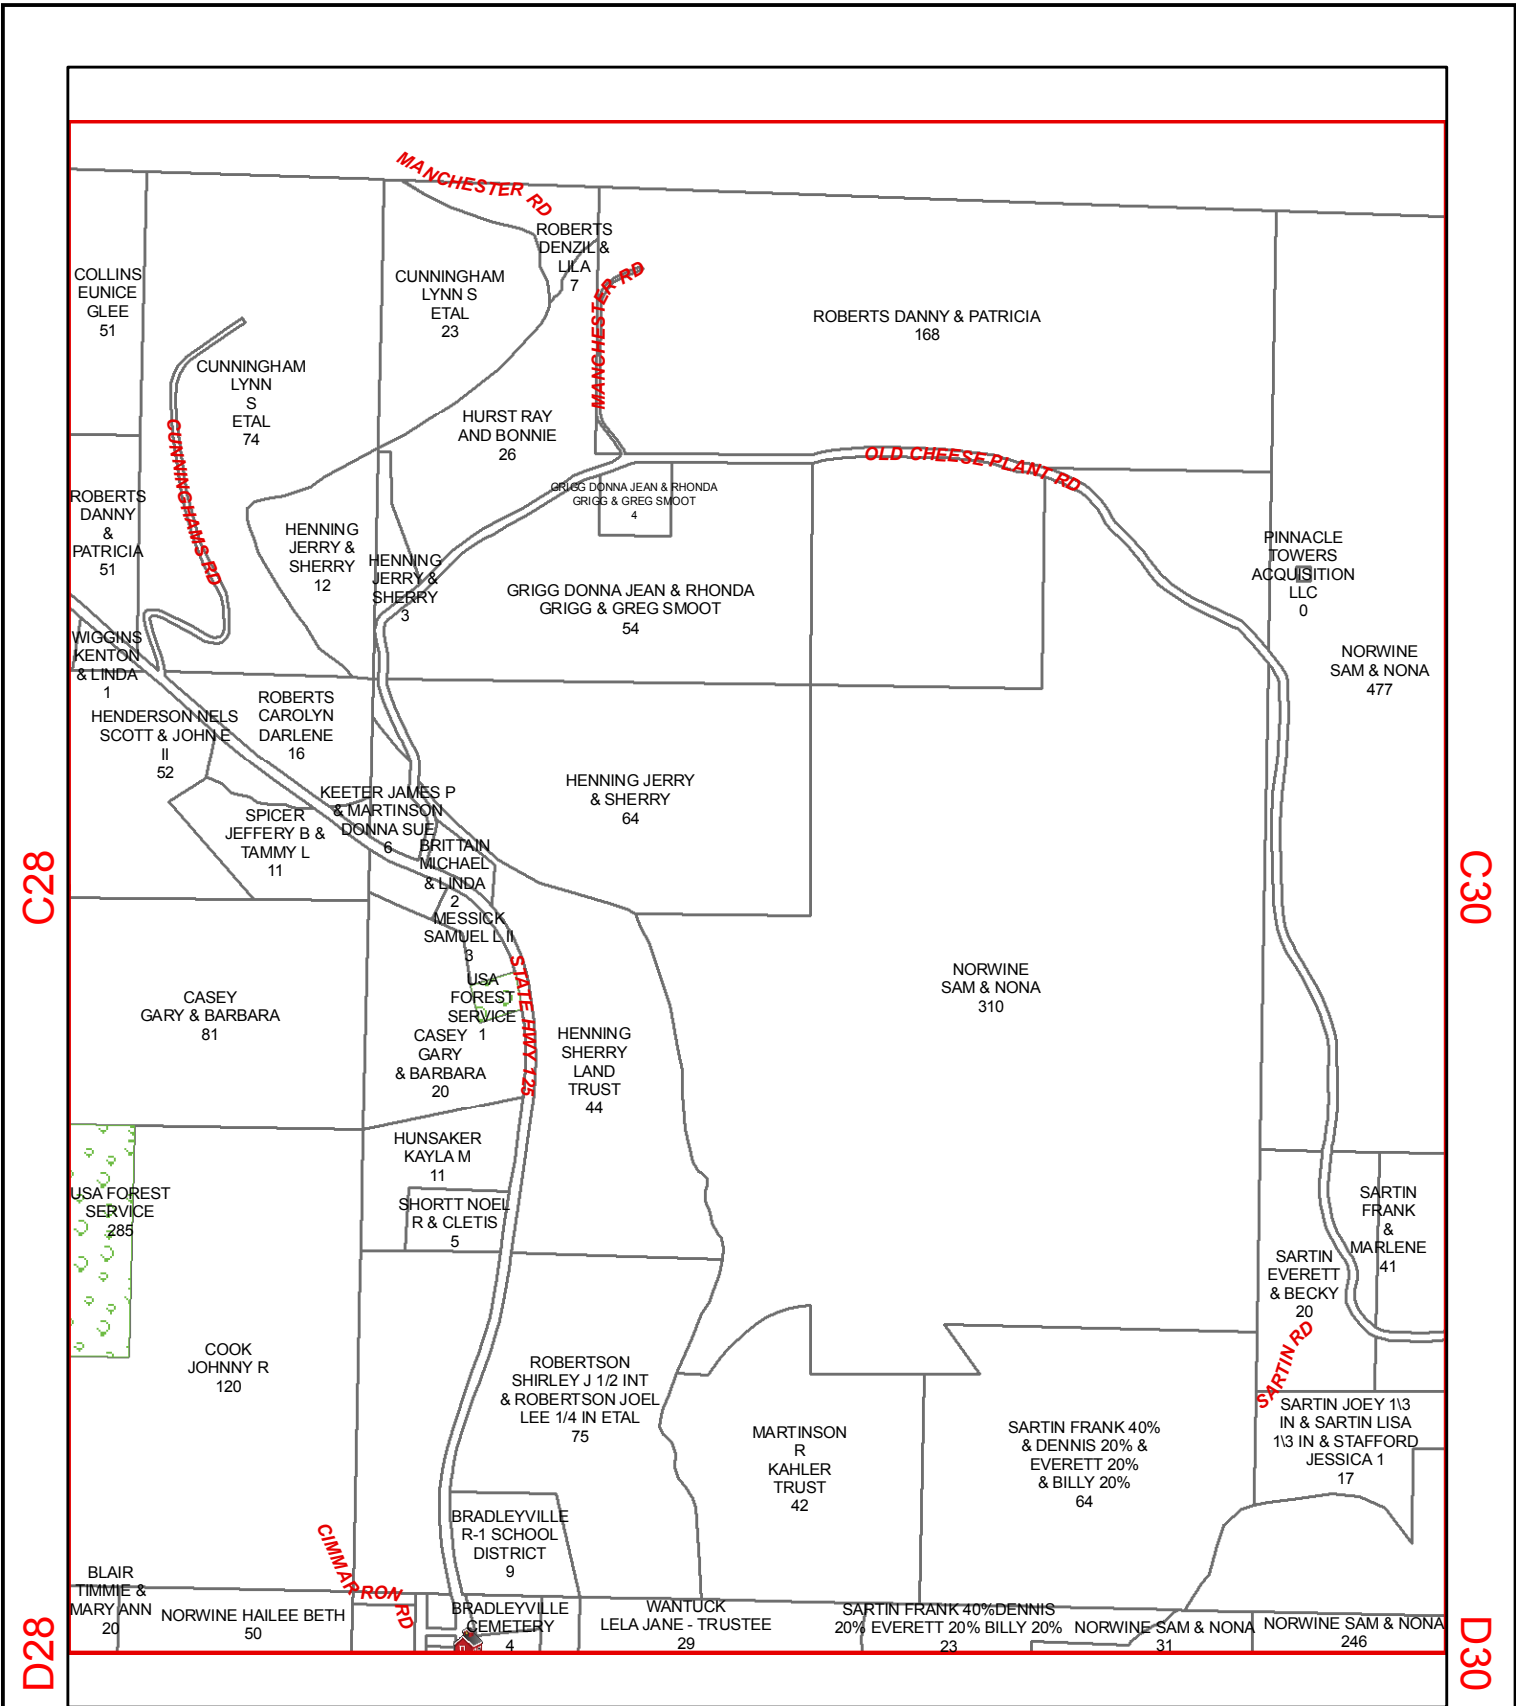 MANCHESTER RD
ROBERTS
DENZIL &
LILA
7
COLLINS
EUNICE
GLEE
51
CUNNINGHAM
LYNN S
ETAL
23
MANCHESTER RD
ROBERTS DANNY & PATRICIA
168
CUNNINGHAM
LYNN
S
ETAL
74
HURST RAY
AND BONNIE
26
CUNNINGHAMS RD
OLD CHEESE PLANT RD
GRIGG DONNA JEAN & RHONDA
GRIGG & GREG SMOOT
4
ROBERTS
DANNY
&
PATRICIA
51
HENNING
JERRY &
SHERRY
12
HENNING
JERRY &
SHERRY
3
GRIGG DONNA JEAN & RHONDA
GRIGG & GREG SMOOT
54
PINNACLE
TOWERS
ACQUISITION
LLC
0
NORWINE
SAM & NONA
477
WIGGINS
KENTON
& LINDA
1
HENDERSON NELS
SCOTT & JOHN E
II
52
ROBERTS
CAROLYN
DARLENE
16
HENNING JERRY
& SHERRY
64
KEETER JAMES P
& MARTINSON
DONNA SUE
6
SPICER
JEFFERY B &
TAMMY L
11
BRITTAIN
MICHAEL
& LINDA
2
C28
C30
MESSICK
SAMUEL L II
3
STATE HWY 125
USA
FOREST
SERVICE
1
NORWINE
SAM & NONA
310
CASEY
GARY & BARBARA
81
CASEY
GARY
& BARBARA
20
HENNING
SHERRY
LAND
TRUST
44
HUNSAKER
KAYLA M
11
USA FOREST
SERVICE
285
SHORTT NOEL
R & CLETIS
5
SARTIN
FRANK
&
MARLENE
41
SARTIN
EVERETT
& BECKY
20
SARTIN RD
COOK
JOHNNY R
120
ROBERTSON
SHIRLEY J 1/2 INT
& ROBERTSON JOEL
LEE 1/4 IN ETAL
75
MARTINSON
R
KAHLER
TRUST
42
SARTIN FRANK 40%
& DENNIS 20% &
EVERETT 20%
& BILLY 20%
64
SARTIN JOEY 1\3
IN & SARTIN LISA
1\3 IN & STAFFORD
JESSICA 1
17
BRADLEYVILLE
R-1 SCHOOL
DISTRICT
9
CIMMARRON RD
BLAIR
TIMMIE &
MARY ANN
20
NORWINE HAILEE BETH
50
BRADLEYVILLE
CEMETERY
4
WANTUCK
LELA JANE - TRUSTEE
29
SARTIN FRANK 40%DENNIS
20% EVERETT 20% BILLY 20%
23
NORWINE SAM & NONA
31
NORWINE SAM & NONA
246
D28
D30